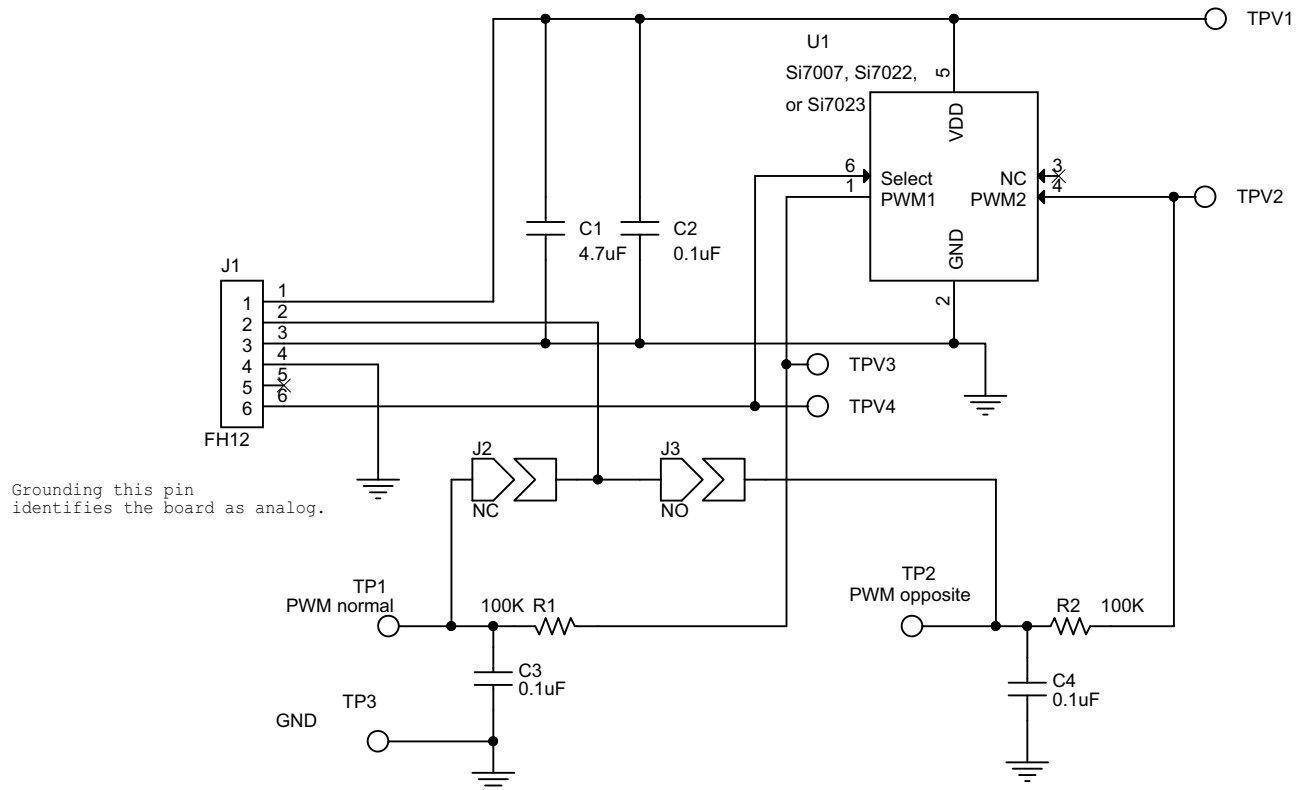 TPV1
U1
Si7007, Si7022,
or Si7023
5
VDD
6
Select
NC
3
1
PWM1
PWM2
4
TPV2
GND
2
C1
4.7uF
C2
0.1uF
J1
1
1
2
2
3
3
4
4
5
5
6
6
FH12
TPV3
TPV4
Grounding this pin
identifies the board as analog.
J2
NC
J3
NO
TP1
PWM normal
100K R1
C3
0.1uF
TP3
GND
TP2
PWM opposite
R2 100K
C4
0.1uF